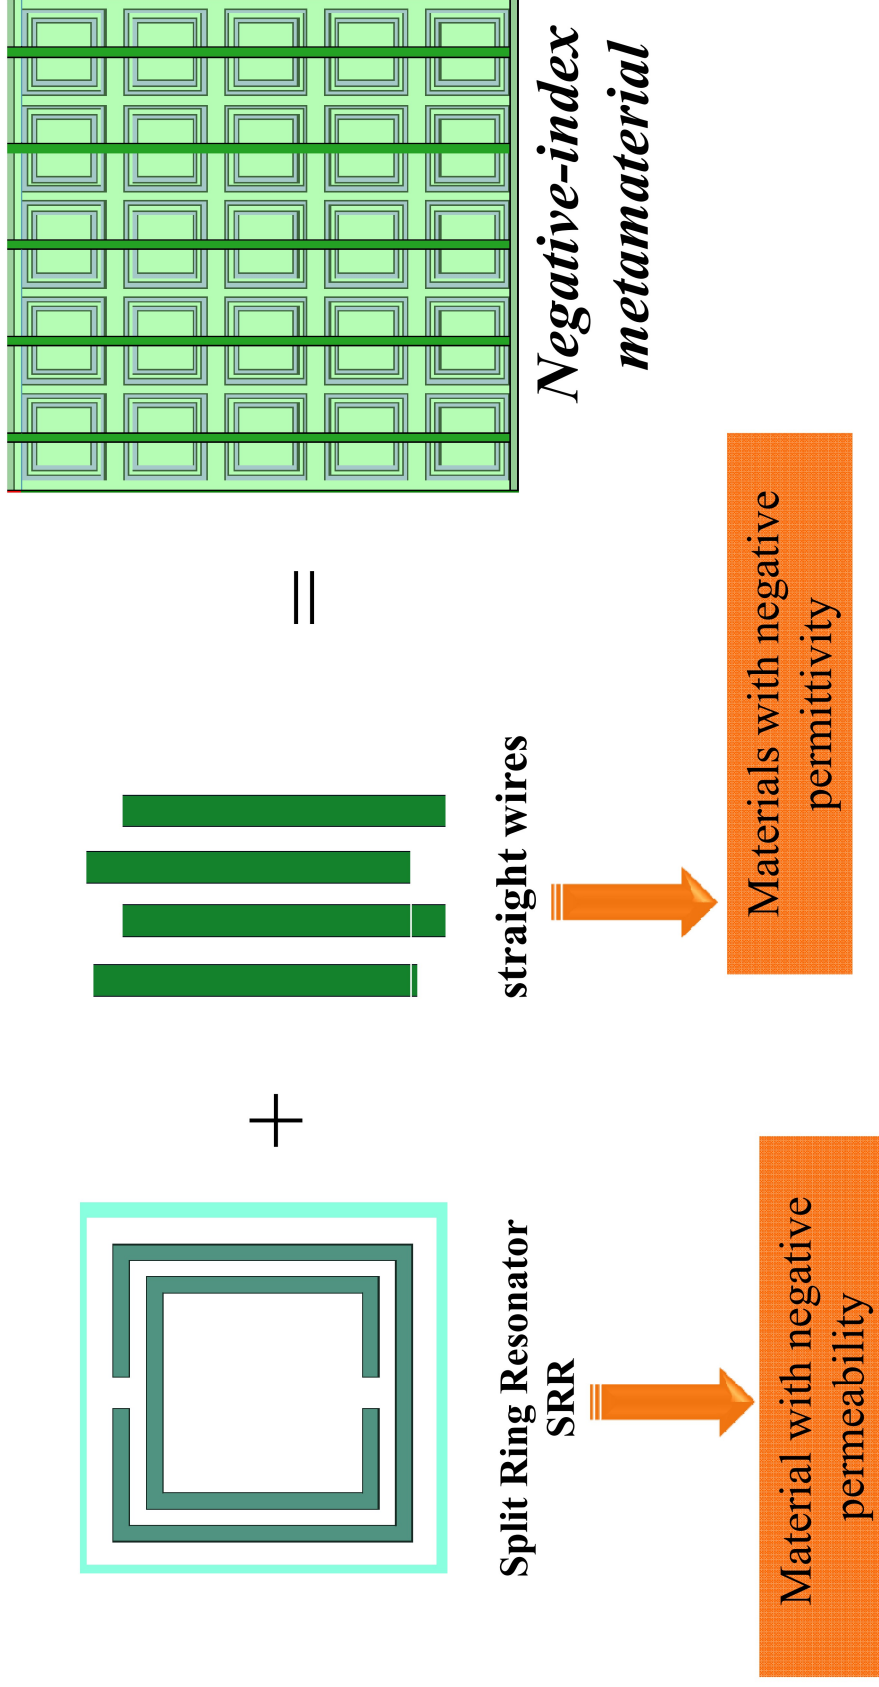 Split Ring Resonator
SRR
+
straight wires
=
Negative-index
metamaterial
Material with negative
permeability
Materials with negative
permittivity